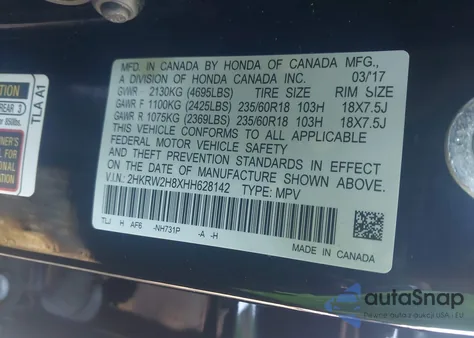 MFD. IN CANADA BY HONDA OF CANADA MFG.,
A DIVISION OF HONDA CANADA INC. 03/17
GVWR - 2130KG (4695LBS) TIRE SIZE RIM SIZE
GAWR F 1100KG (2425LBS) 235/60R18 103H 18X7.5J
GAWR R 1075KG (2369LBS) 235/60R18 103H 18X7.5J
THIS VEHICLE CONFORMS TO ALL APPLICABLE
FEDERAL MOTOR VEHICLE SAFETY
AND THEFT PREVENTION STANDARDS IN EFFECT
ON THE DATE OF MANUFACTURE SHOWN ABOVE.
V.I.N: 2HKRW2H8XHH628142 TYPE: MPV
TLJ H AF6 -NH731P -A -H
MADE IN CANADA
TLA A1
REAR 3
autoSnap